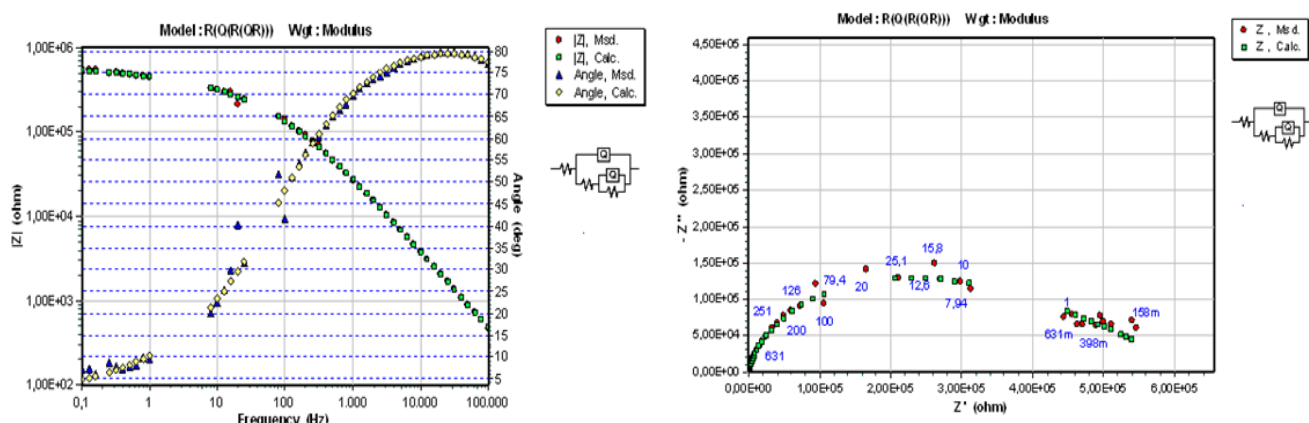 Model : R(Q(R(QR))) Wgt : Modulus
1,00E+06
1,00E+05
1,00E+04
1,00E+03
1,00E+02
|Z| (ohm)
80
75
70
65
60
55
50
45
40
35
30
25
20
15
10
5
Angle (deg)
0,1
1
10
100
1.000
10.000
100.000
Frequency (Hz)
|Z|, Msd.
|Z|, Calc.
Angle, Msd.
Angle, Calc.
Q
Q
Model : R(Q(R(QR))) Wgt : Modulus
4,50E+05
4,00E+05
3,50E+05
3,00E+05
2,50E+05
2,00E+05
1,50E+05
1,00E+05
5,00E+04
0,00E+00
- Z'' (ohm)
15,8
25,1
10
79,4
126
20
12,6
251
7,94
100
200
1
158m
631m
398m
631
0,00E+00
1,00E+05
2,00E+05
3,00E+05
4,00E+05
5,00E+05
6,00E+05
Z' (ohm)
Z , Msd.
Z , Calc.
Q
Q